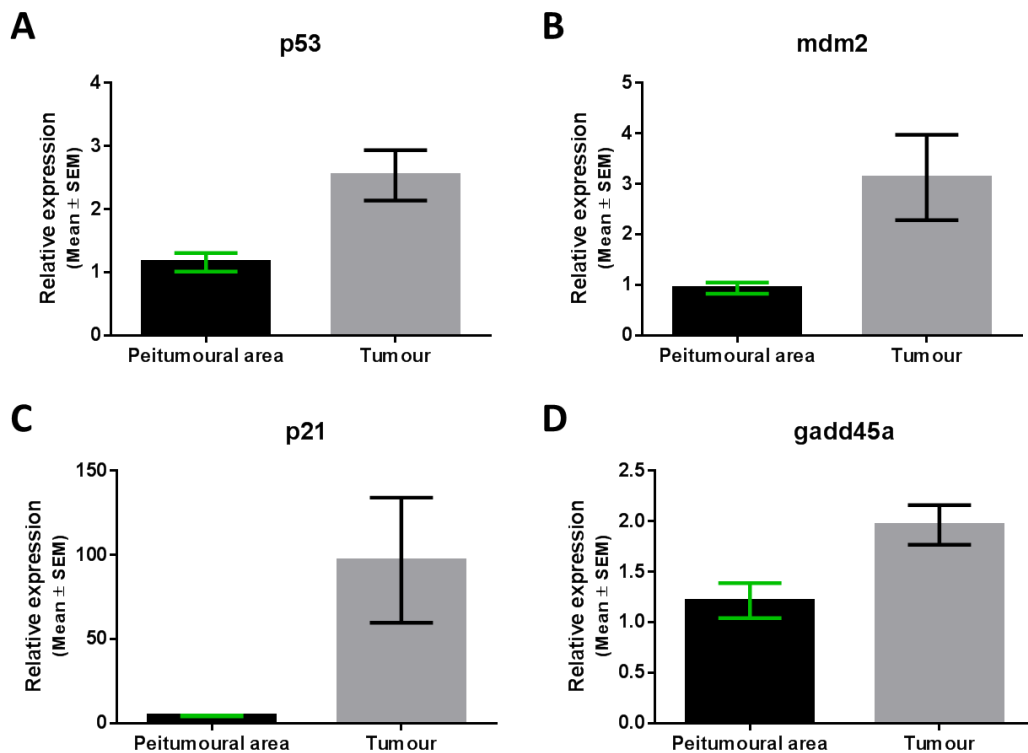 A
p53
Relative expression
(Mean ± SEM)
4
3
2
1
0
Peitumoural area
Tumour
B
mdm2
Relative expression
(Mean ± SEM)
5
4
3
2
1
0
Peitumoural area
Tumour
C
p21
Relative expression
(Mean ± SEM)
150
100
50
0
Peitumoural area
Tumour
D
gadd45a
Relative expression
(Mean ± SEM)
2.5
2.0
1.5
1.0
0.5
0.0
Peitumoural area
Tumour